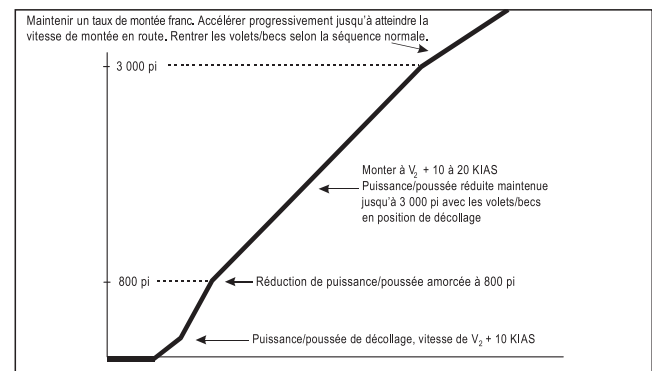 Maintenir un taux de montée franc. Accélérer progressivement jusqu'à atteindre la
vitesse de montée en route. Rentrer les volets/becs selon la séquence normale.
3 000 pi
Monter à V₂ + 10 à 20 KIAS
Puissance/poussée réduite maintenue
jusqu'à 3 000 pi avec les volets/becs
en position de décollage
800 pi
Réduction de puissance/poussée amorcée à 800 pi
Puissance/poussée de décollage, vitesse de V₂ + 10 KIAS